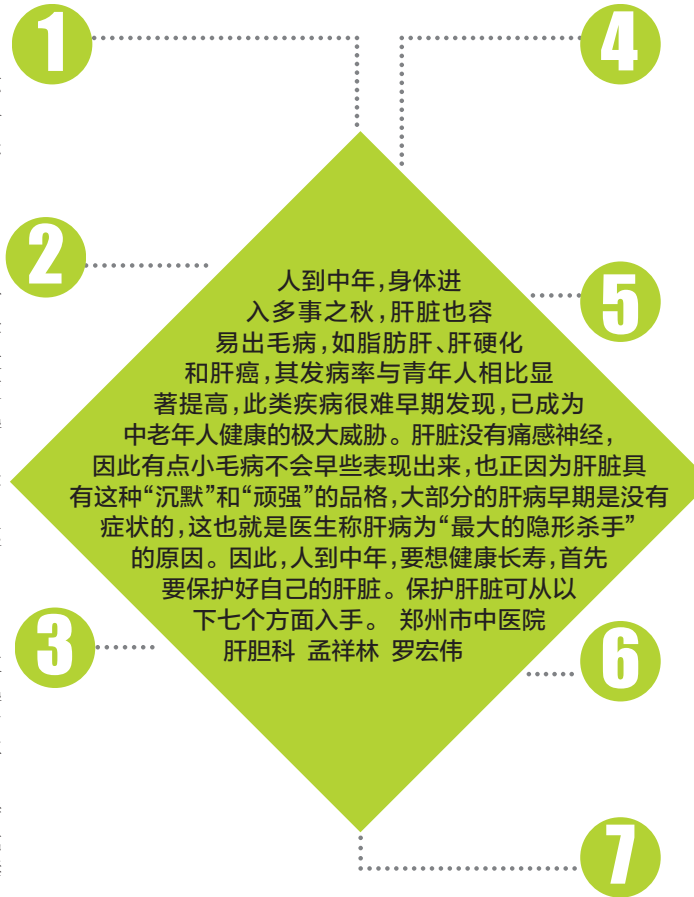 1
4
2
5
人到中年,身体进
入多事之秋,肝脏也容
易出毛病,如脂肪肝、肝硬化
和肝癌,其发病率与青年人相比显
著提高,此类疾病很难早期发现,已成为
中老年人健康的极大威胁。肝脏没有痛感神经,
因此有点小毛病不会早些表现出来,也正因为肝脏具
有这种“沉默”和“顽强”的品格,大部分的肝病早期是没有
症状的,这也就是医生称肝病为“最大的隐形杀手”
的原因。因此,人到中年,要想健康长寿,首先
要保护好自己的肝脏。保护肝脏可从以
下七个方面入手。 郑州市中医院
肝胆科 孟祥林 罗宏伟
3
6
7